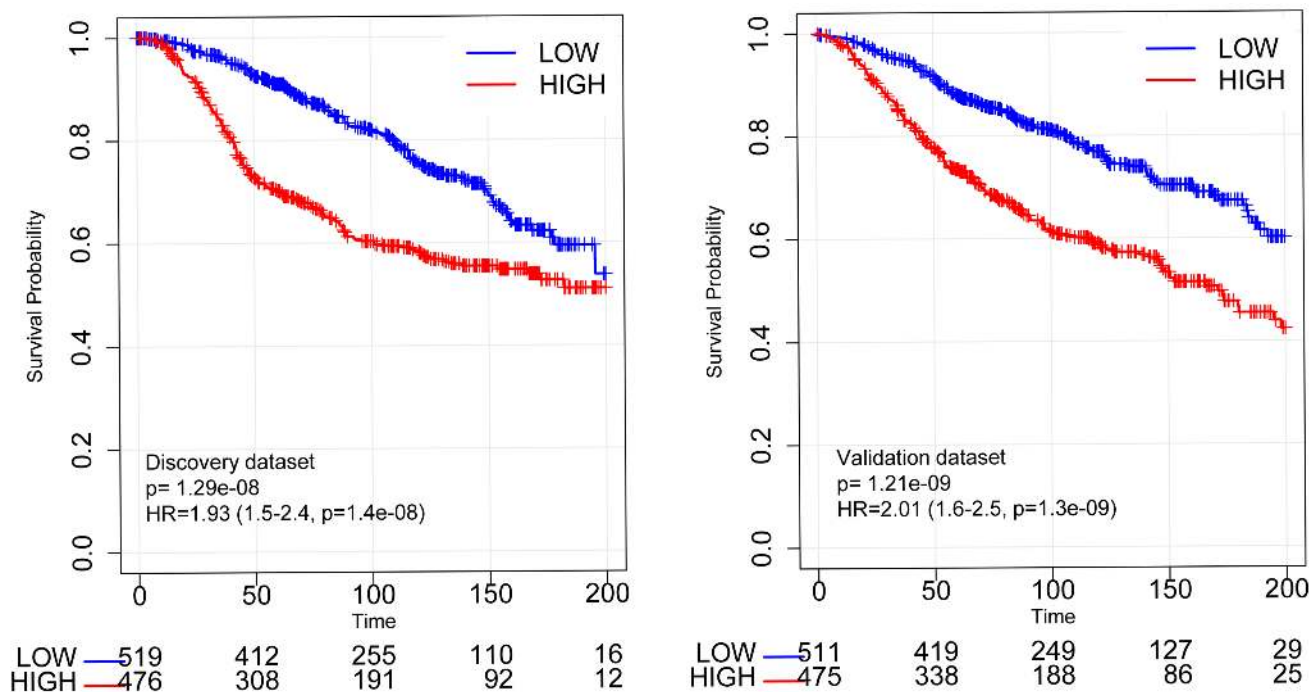 LOW
HIGH
Survival Probability
1.0
0.8
0.6
0.4
0.2
0.0
Discovery dataset
p= 1.29e-08
HR=1.93 (1.5-2.4, p=1.4e-08)
0 50 100 150 200
Time
LOW 519 412 255 110 16
HIGH 476 308 191 92 12
LOW
HIGH
Survival Probability
1.0
0.8
0.6
0.4
0.2
0.0
Validation dataset
p= 1.21e-09
HR=2.01 (1.6-2.5, p=1.3e-09)
0 50 100 150 200
Time
LOW 511 419 249 127 29
HIGH 475 338 188 86 25